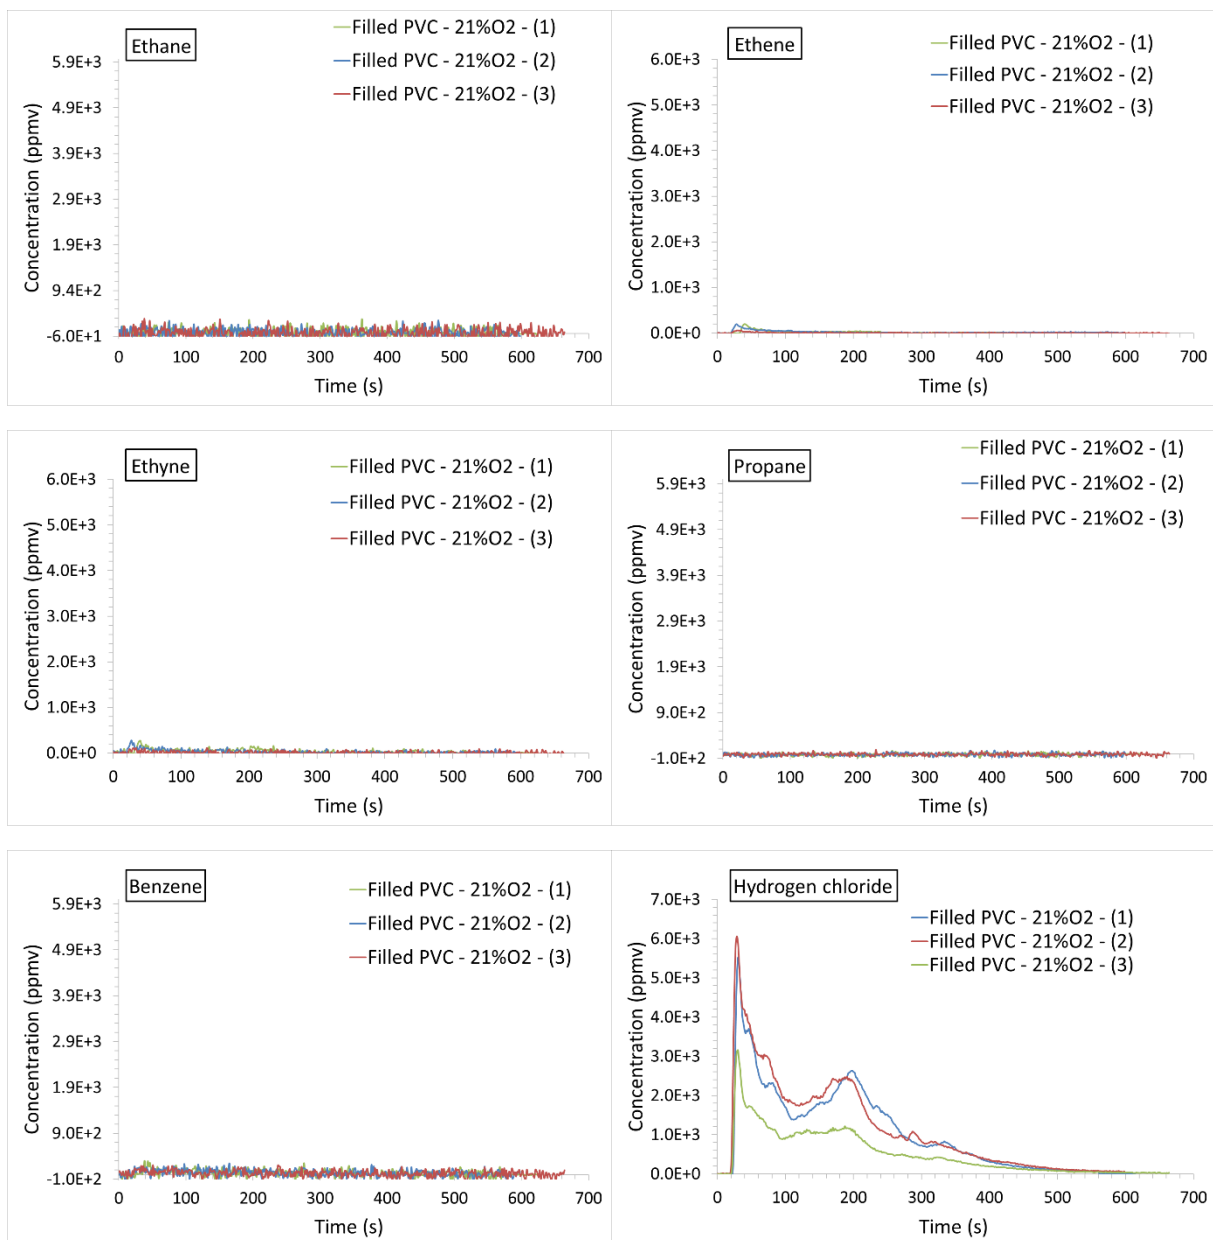 Ethane
Filled PVC - 21%O2 - (1)
Filled PVC - 21%O2 - (2)
Filled PVC - 21%O2 - (3)
Concentration (ppmv)
5.9E+3
4.9E+3
3.9E+3
2.9E+3
1.9E+3
9.4E+2
-6.0E+1
0 100 200 300 400 500 600 700
Time (s)
Ethene
Filled PVC - 21%O2 - (1)
Filled PVC - 21%O2 - (2)
Filled PVC - 21%O2 - (3)
Concentration (ppmv)
6.0E+3
5.0E+3
4.0E+3
3.0E+3
2.0E+3
1.0E+3
0.0E+0
0 100 200 300 400 500 600 700
Time (s)
Ethyne
Filled PVC - 21%O2 - (1)
Filled PVC - 21%O2 - (2)
Filled PVC - 21%O2 - (3)
Concentration (ppmv)
6.0E+3
5.0E+3
4.0E+3
3.0E+3
2.0E+3
1.0E+3
0.0E+0
0 100 200 300 400 500 600 700
Time (s)
Propane
Filled PVC - 21%O2 - (1)
Filled PVC - 21%O2 - (2)
Filled PVC - 21%O2 - (3)
Concentration (ppmv)
5.9E+3
4.9E+3
3.9E+3
2.9E+3
1.9E+3
9.0E+2
-1.0E+2
0 100 200 300 400 500 600 700
Time (s)
Benzene
Filled PVC - 21%O2 - (1)
Filled PVC - 21%O2 - (2)
Filled PVC - 21%O2 - (3)
Concentration (ppmv)
5.9E+3
4.9E+3
3.9E+3
2.9E+3
1.9E+3
9.0E+2
-1.0E+2
0 100 200 300 400 500 600 700
Time (s)
Hydrogen chloride
Filled PVC - 21%O2 - (1)
Filled PVC - 21%O2 - (2)
Filled PVC - 21%O2 - (3)
Concentration (ppmv)
7.0E+3
6.0E+3
5.0E+3
4.0E+3
3.0E+3
2.0E+3
1.0E+3
0.0E+0
0 100 200 300 400 500 600 700
Time (s)